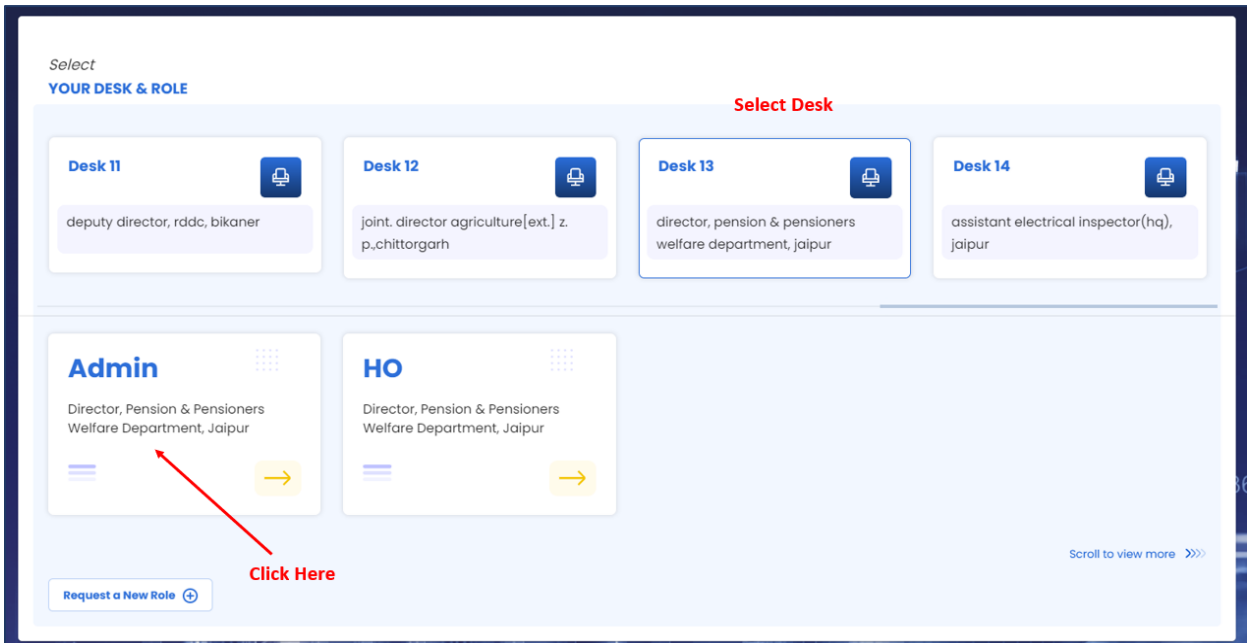 Select
YOUR DESK & ROLE
Select Desk
Desk 11
deputy director, rddc, bikaner
Desk 12
joint. director agriculture[ext.] z.
p.,chittorgarh
Desk 13
director, pension & pensioners
welfare department, jaipur
Desk 14
assistant electrical inspector(hq),
jaipur
Admin
Director, Pension & Pensioners
Welfare Department, Jaipur
HO
Director, Pension & Pensioners
Welfare Department, Jaipur
Scroll to view more
Click Here
Request a New Role